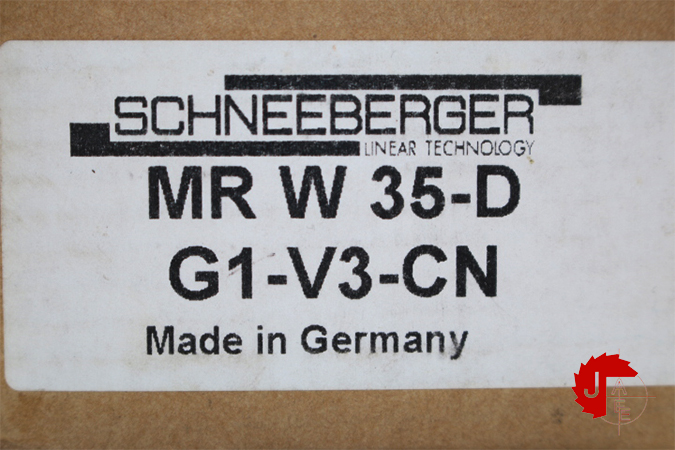 SCHNEEBERGER
LINEAR TECHNOLOGY
MR W 35-D
G1-V3-CN
Made in Germany
J